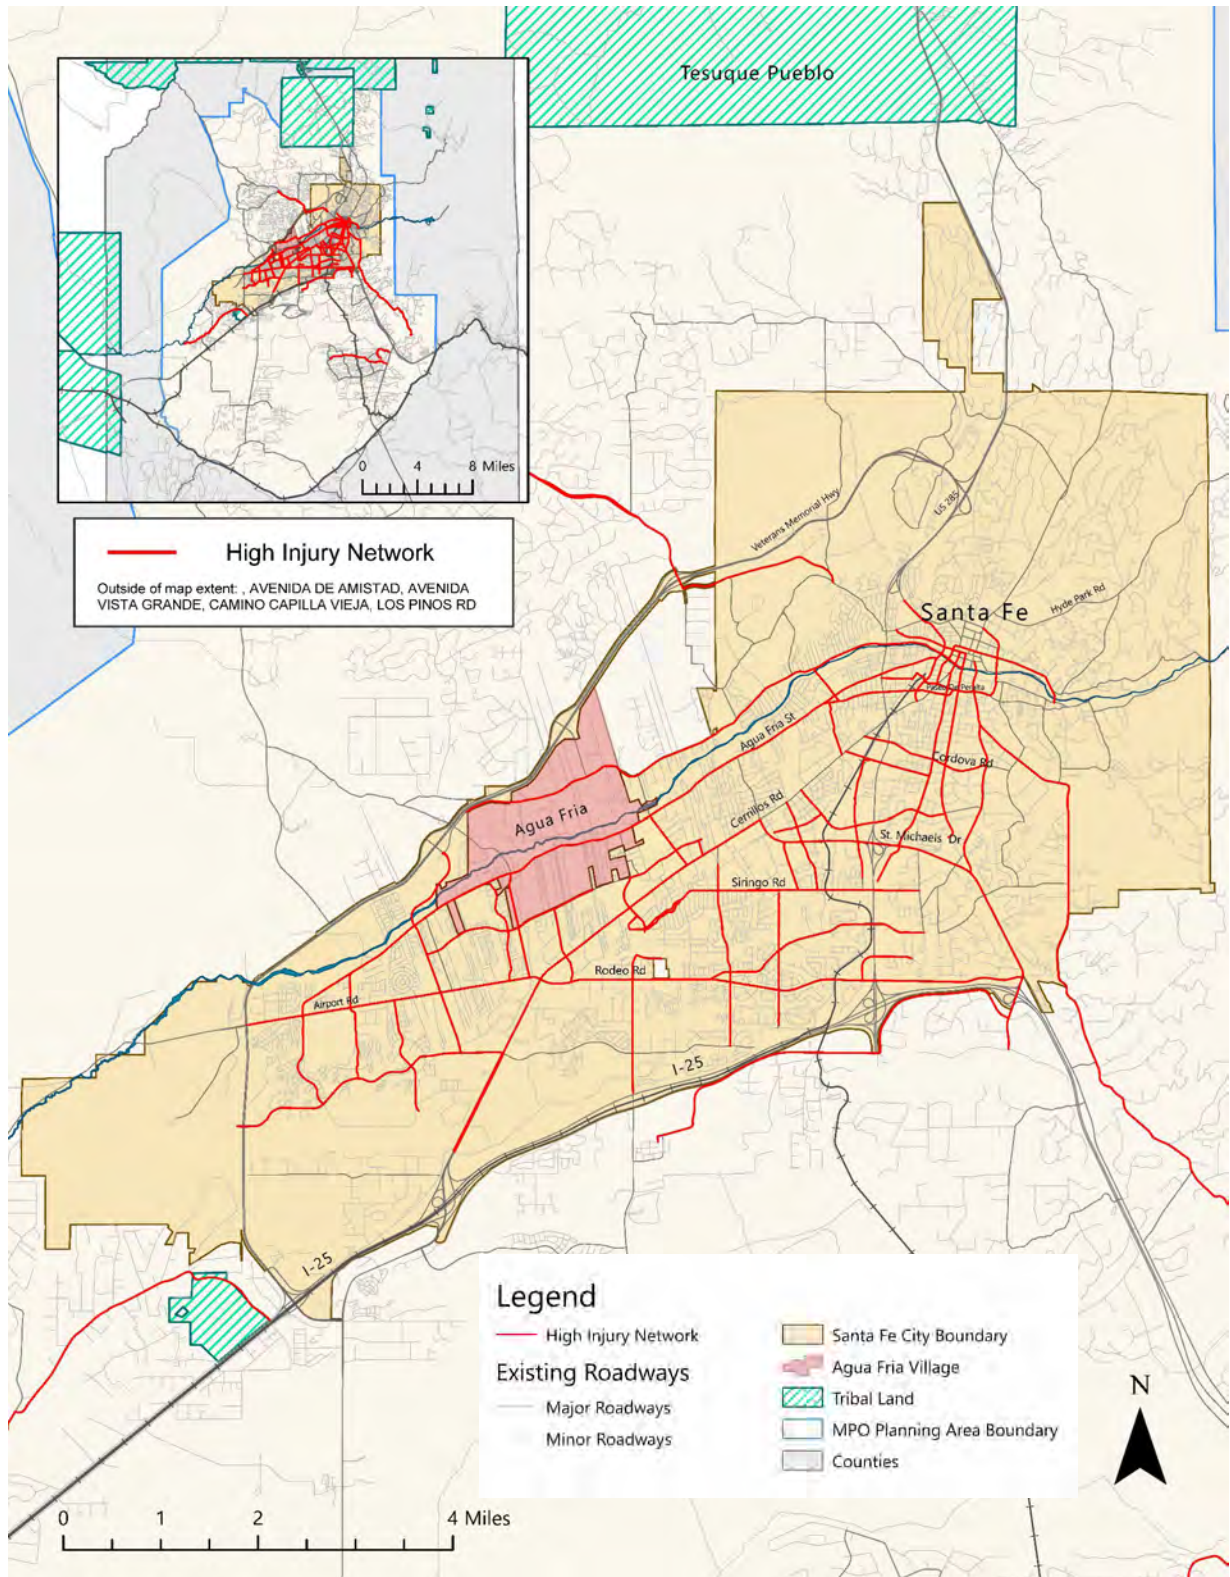 Tesuque Pueblo
0 4 8 Miles
High Injury Network
Outside of map extent: , AVENIDA DE AMISTAD, AVENIDA
VISTA GRANDE, CAMINO CAPILLA VIEJA, LOS PINOS RD
Veterans Memorial Hwy
US 285
Santa Fe
Hyde Park Rd
Paseo De Peralta
Agua Fria St
Cordova Rd
Agua Fria
Cerrillos Rd
St. Michaels Dr
Siringo Rd
Rodeo Rd
Airport Rd
I-25
I-25
Legend
High Injury Network
Existing Roadways
Major Roadways
Minor Roadways
Santa Fe City Boundary
Agua Fria Village
Tribal Land
MPO Planning Area Boundary
Counties
N
0 2 4 Miles